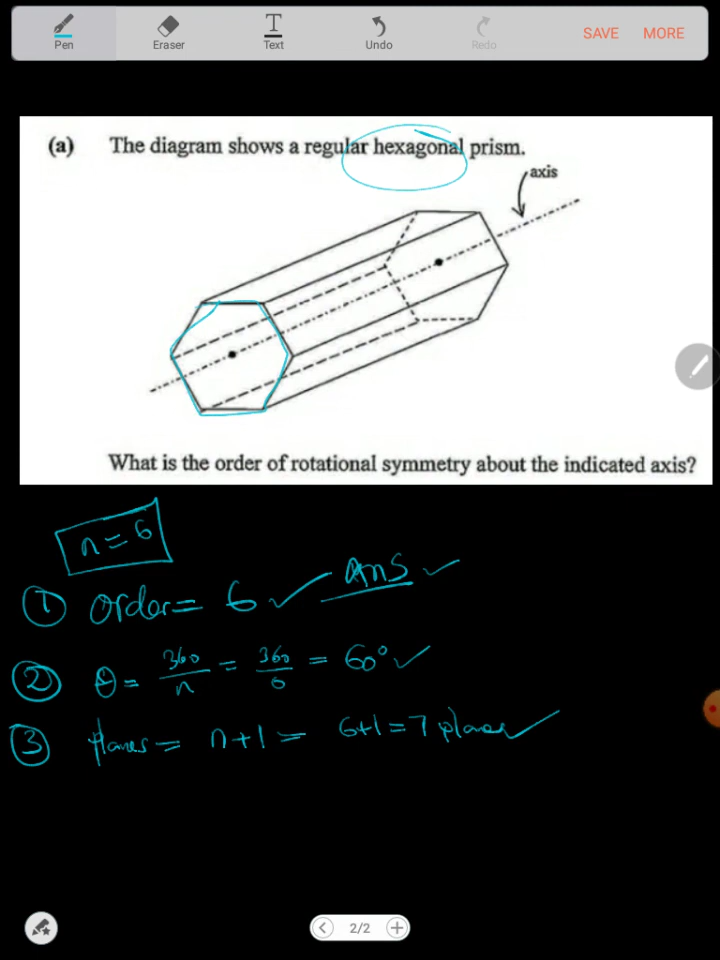 Pen Eraser Text Undo Redo SAVE MORE
(a) The diagram shows a regular hexagonal prism.
axis
What is the order of rotational symmetry about the indicated axis?
n = 6
① order = 6 ✓ Ans ✓
② θ = 360/n = 360/6 = 60° ✓
③ planes = n+1 = 6+1 = 7 planes ✓
2/2